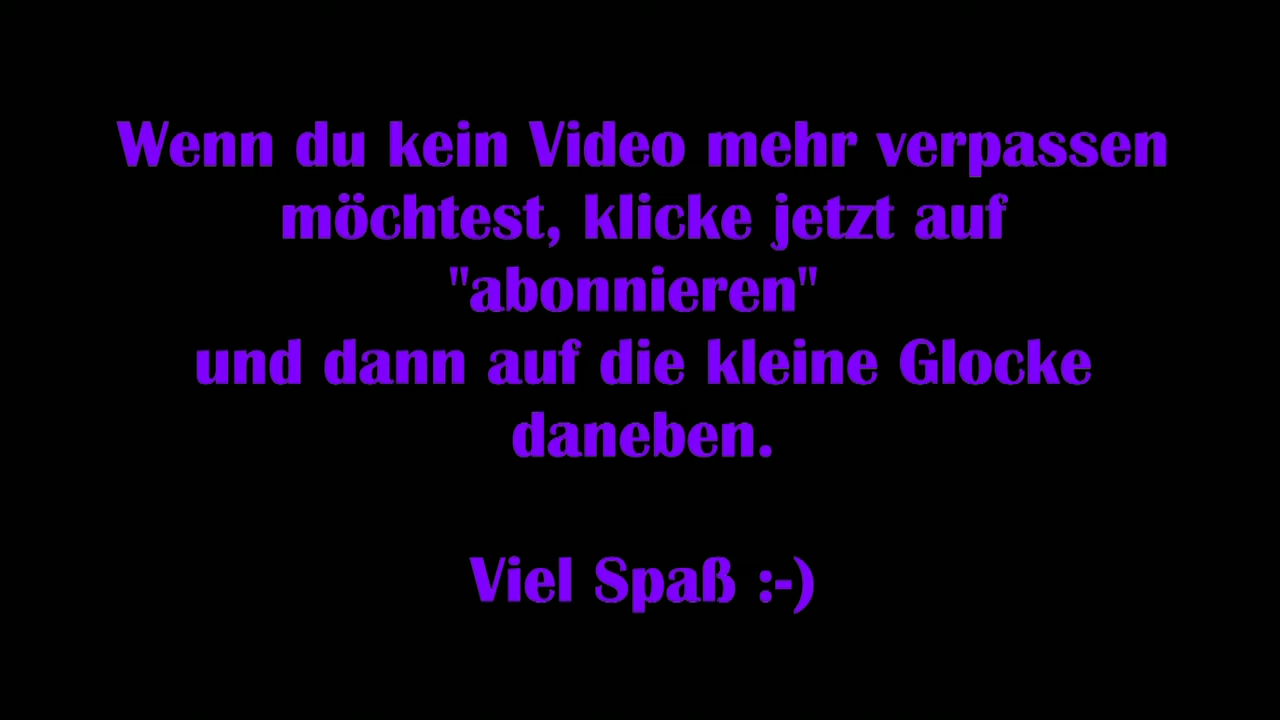 Wenn du kein Video mehr verpassen
möchtest, klicke jetzt auf
"abonnieren"
und dann auf die kleine Glocke
daneben.
Viel Spaß :-)